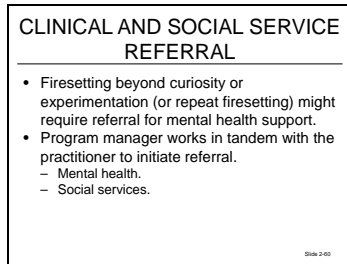 CLINICAL AND SOCIAL SERVICE
REFERRAL
• Firesetting beyond curiosity or
experimentation (or repeat firesetting) might
require referral for mental health support.
• Program manager works in tandem with the
practitioner to initiate referral.
– Mental health.
– Social services.
Slide 2-60